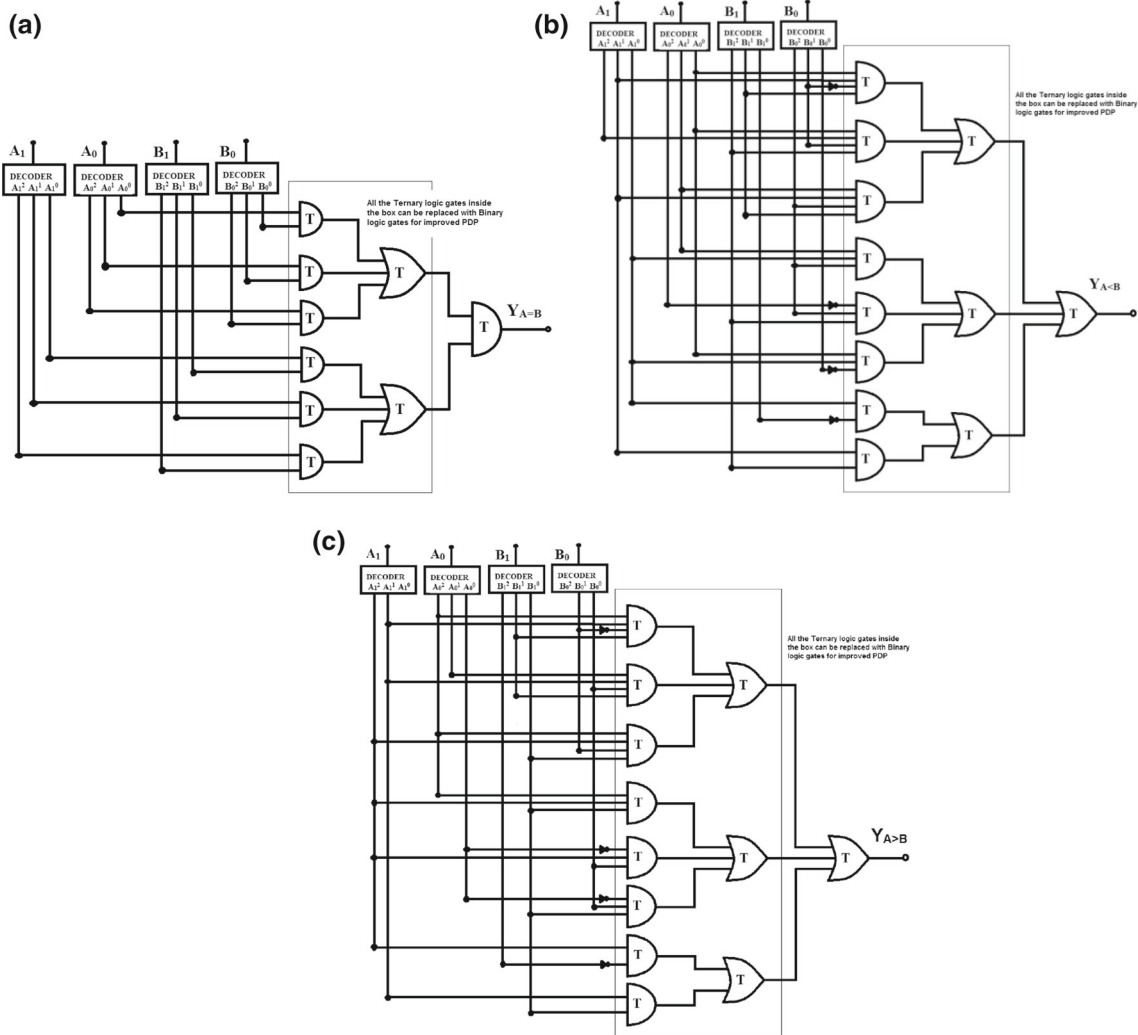 (a)
A₁ A₀ B₁ B₀
DECODER DECODER DECODER DECODER
A₁² A₁¹ A₁⁰ A₀² A₀¹ A₀⁰ B₁² B₁¹ B₁⁰ B₀² B₀¹ B₀⁰
All the Ternary logic gates inside
the box can be replaced with Binary
logic gates for improved PDP
T
T
T
T
T
T
T
T
T
Y_A=B
(b)
A₁ A₀ B₁ B₀
DECODER DECODER DECODER DECODER
A₁² A₁¹ A₁⁰ A₀² A₀¹ A₀⁰ B₁² B₁¹ B₁⁰ B₀² B₀¹ B₀⁰
All the Ternary logic gates inside
the box can be replaced with Binary
logic gates for improved PDP
T
T
T
T
T
T
T
T
T
T
T
T
Y_A<B
(c)
A₁ A₀ B₁ B₀
DECODER DECODER DECODER DECODER
A₁² A₁¹ A₁⁰ A₀² A₀¹ A₀⁰ B₁² B₁¹ B₁⁰ B₀² B₀¹ B₀⁰
All the Ternary logic gates inside
the box can be replaced with Binary
logic gates for improved PDP
T
T
T
T
T
T
T
T
T
T
T
T
Y_A>B